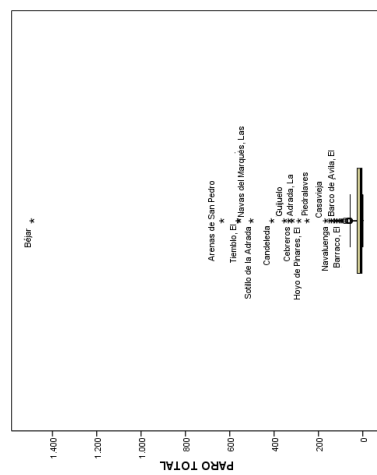 Béjar
Arenas de San Pedro
Tiemblo, El
Navas del Marqués, Las
Sotillo de la Adrada
Candeleda
Guijuelo
Cebreros
Adrada, La
Hoyo de Pinares, El
Piedralaves
Casavieja
Navaluenga
Barco de Ávila, El
Barraco, El
1.400
1.200
1.000
800
600
400
200
0
PARO TOTAL